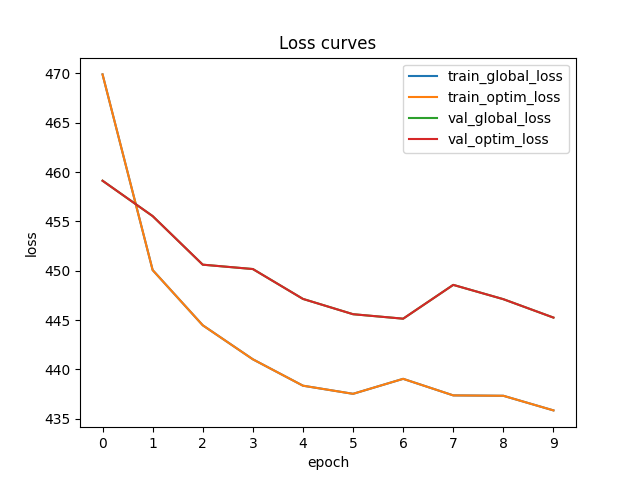 Loss curves
train_global_loss
train_optim_loss
val_global_loss
val_optim_loss
470
465
460
455
450
445
440
435
loss
0 1 2 3 4 5 6 7 8 9
epoch